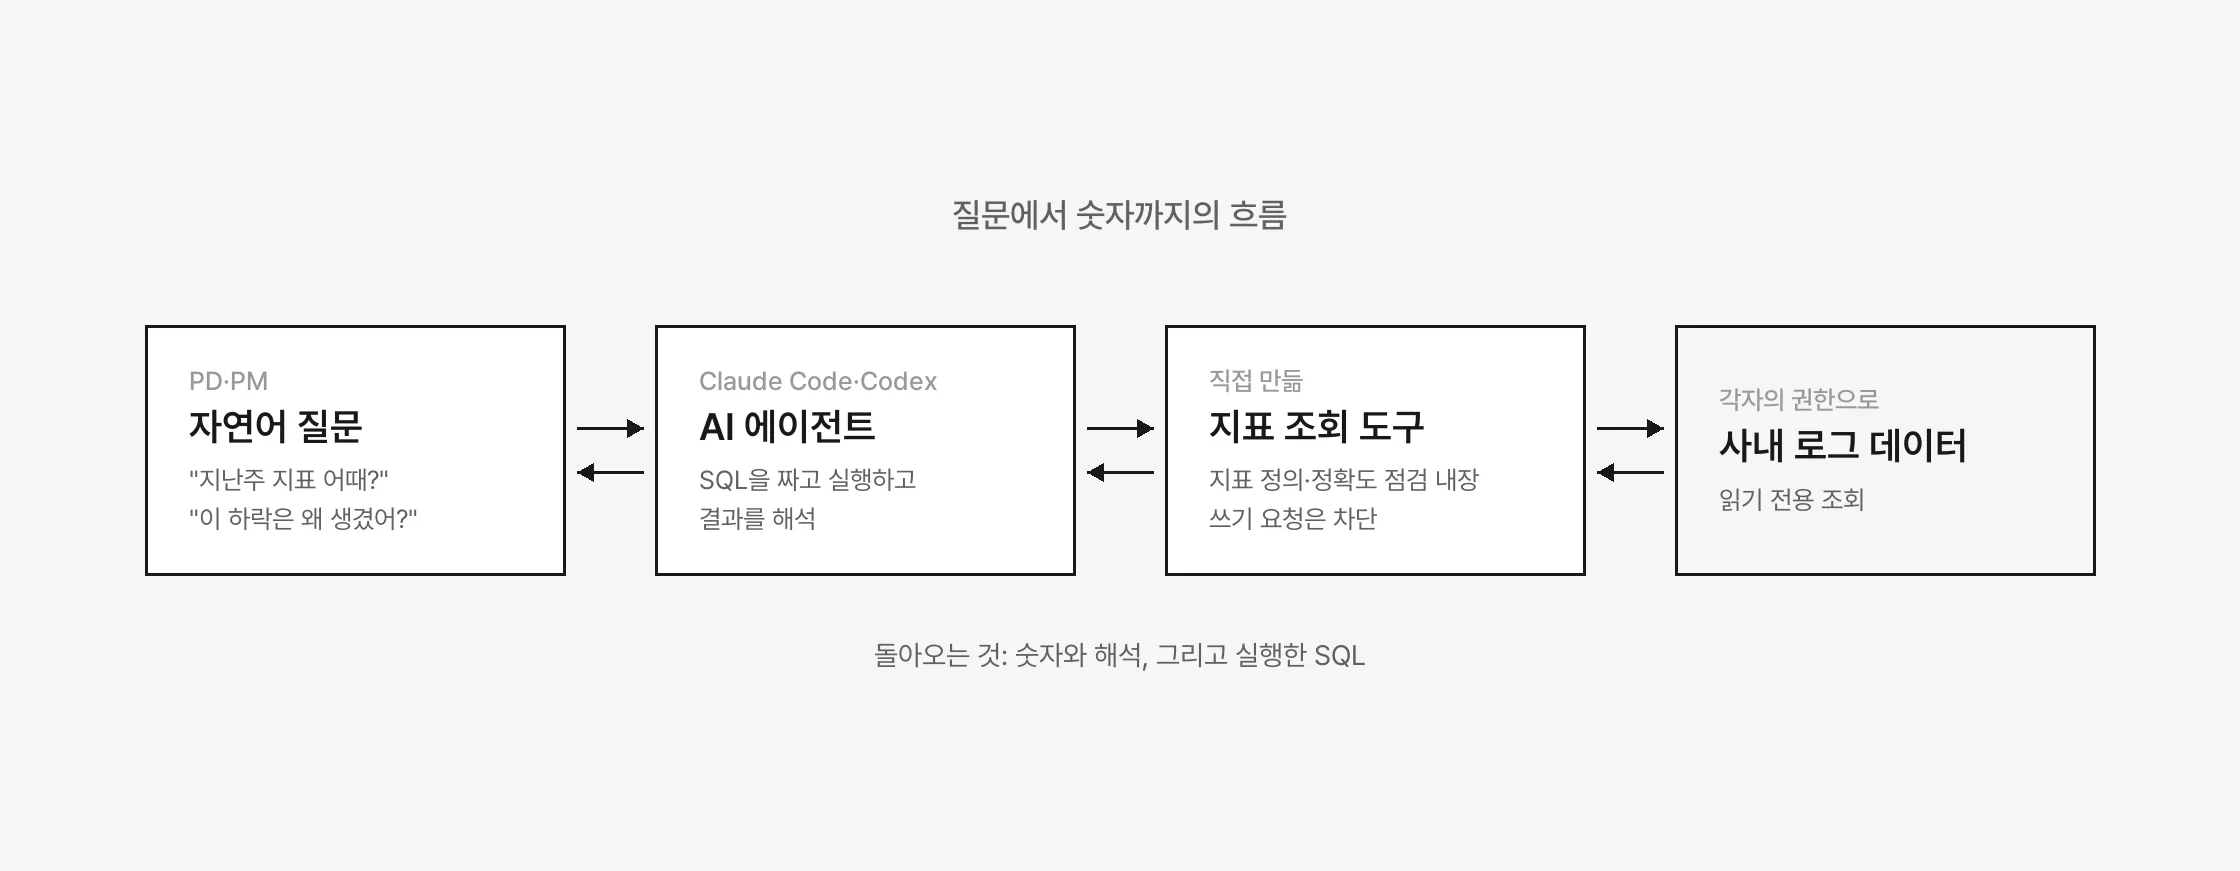 질문에서 숫자까지의 흐름
PD·PM
자연어 질문
"지난주 지표 어때?"
"이 하락은 왜 생겼어?"
Claude Code·Codex
AI 에이전트
SQL을 짜고 실행하고
결과를 해석
직접 만듦
지표 조회 도구
지표 정의·정확도 점검 내장
쓰기 요청은 차단
각자의 권한으로
사내 로그 데이터
읽기 전용 조회
돌아오는 것: 숫자와 해석, 그리고 실행한 SQL